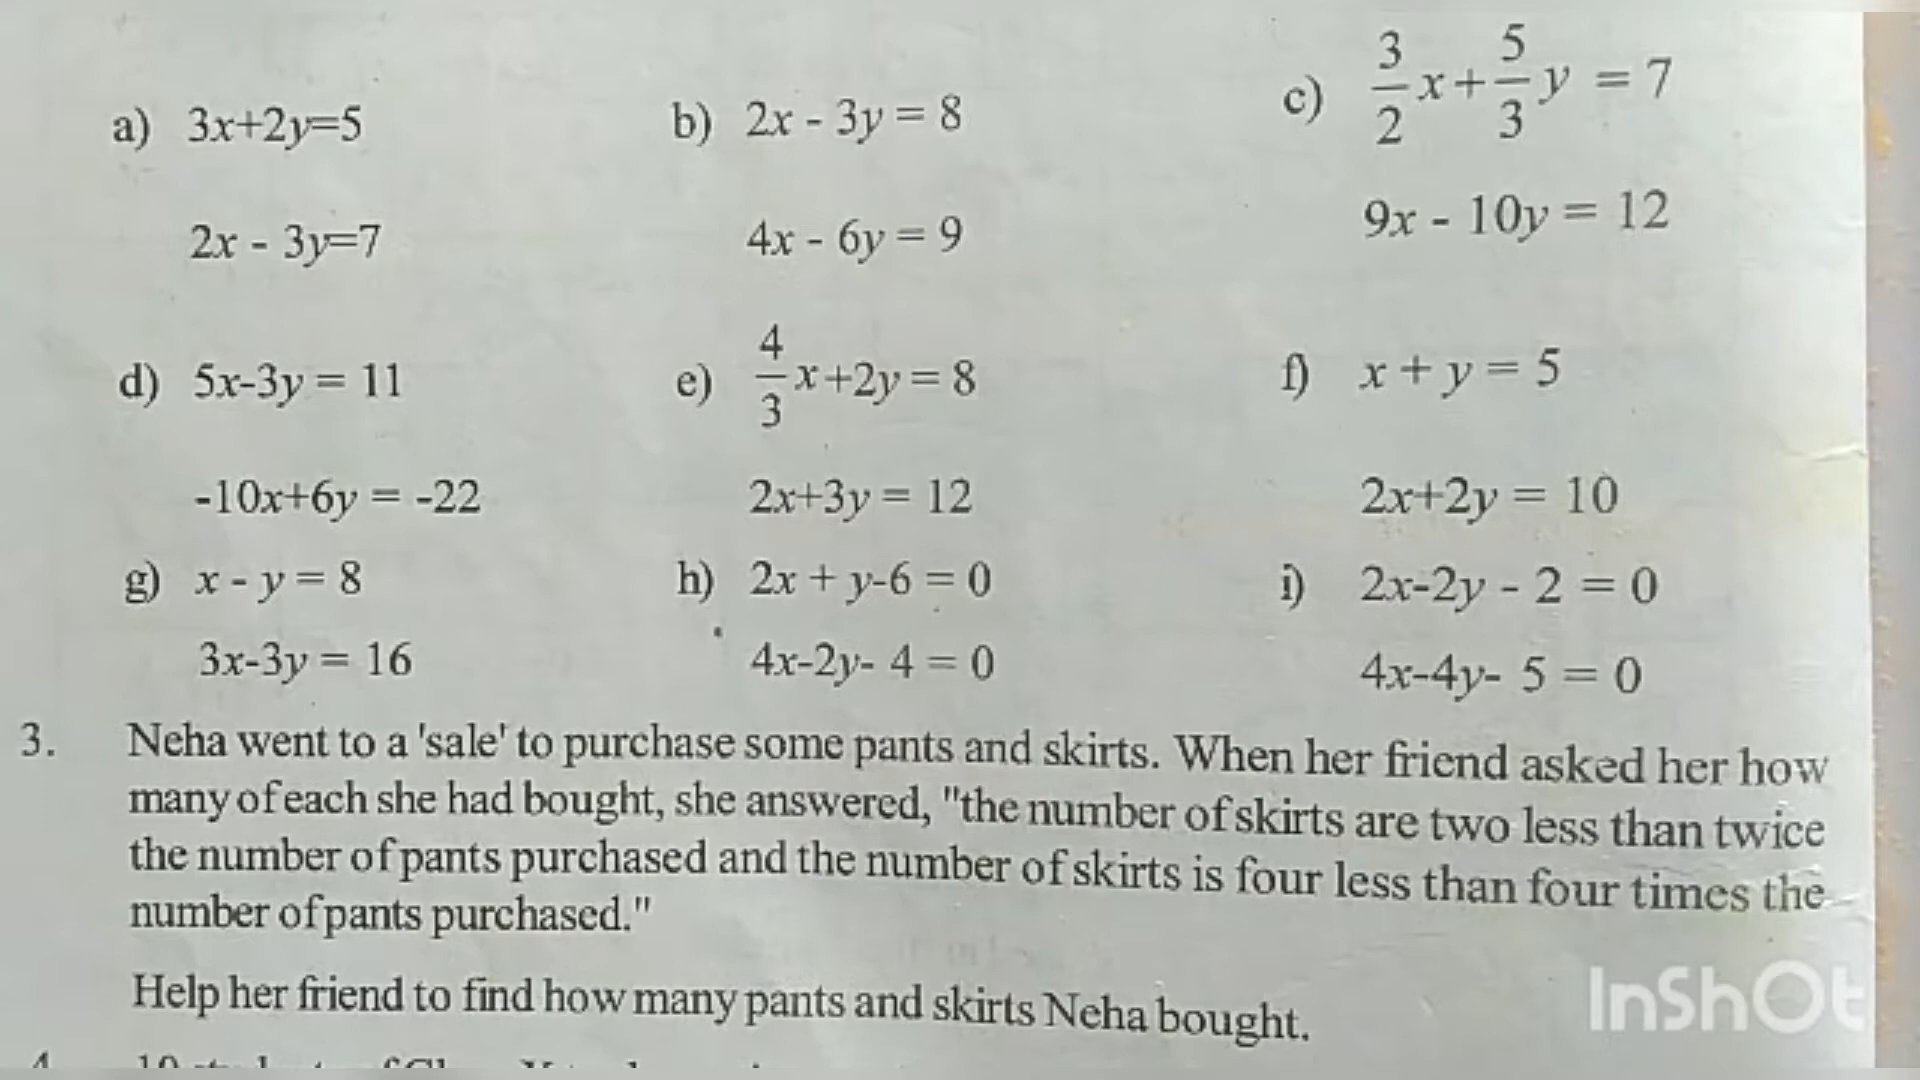 a) 3x+2y=5 b) 2x - 3y = 8 c) 3/2 x + 5/3 y = 7
2x - 3y=7 4x - 6y = 9 9x - 10y = 12
d) 5x-3y = 11 e) 4/3 x+2y = 8 f) x + y = 5
-10x+6y = -22 2x+3y = 12 2x+2y = 10
g) x - y = 8 h) 2x + y-6 = 0 i) 2x-2y - 2 = 0
3x-3y = 16 4x-2y- 4 = 0 4x-4y- 5 = 0
3. Neha went to a 'sale' to purchase some pants and skirts. When her friend asked her how
many of each she had bought, she answered, "the number of skirts are two less than twice
the number of pants purchased and the number of skirts is four less than four times the
number of pants purchased."
Help her friend to find how many pants and skirts Neha bought.
InShOt